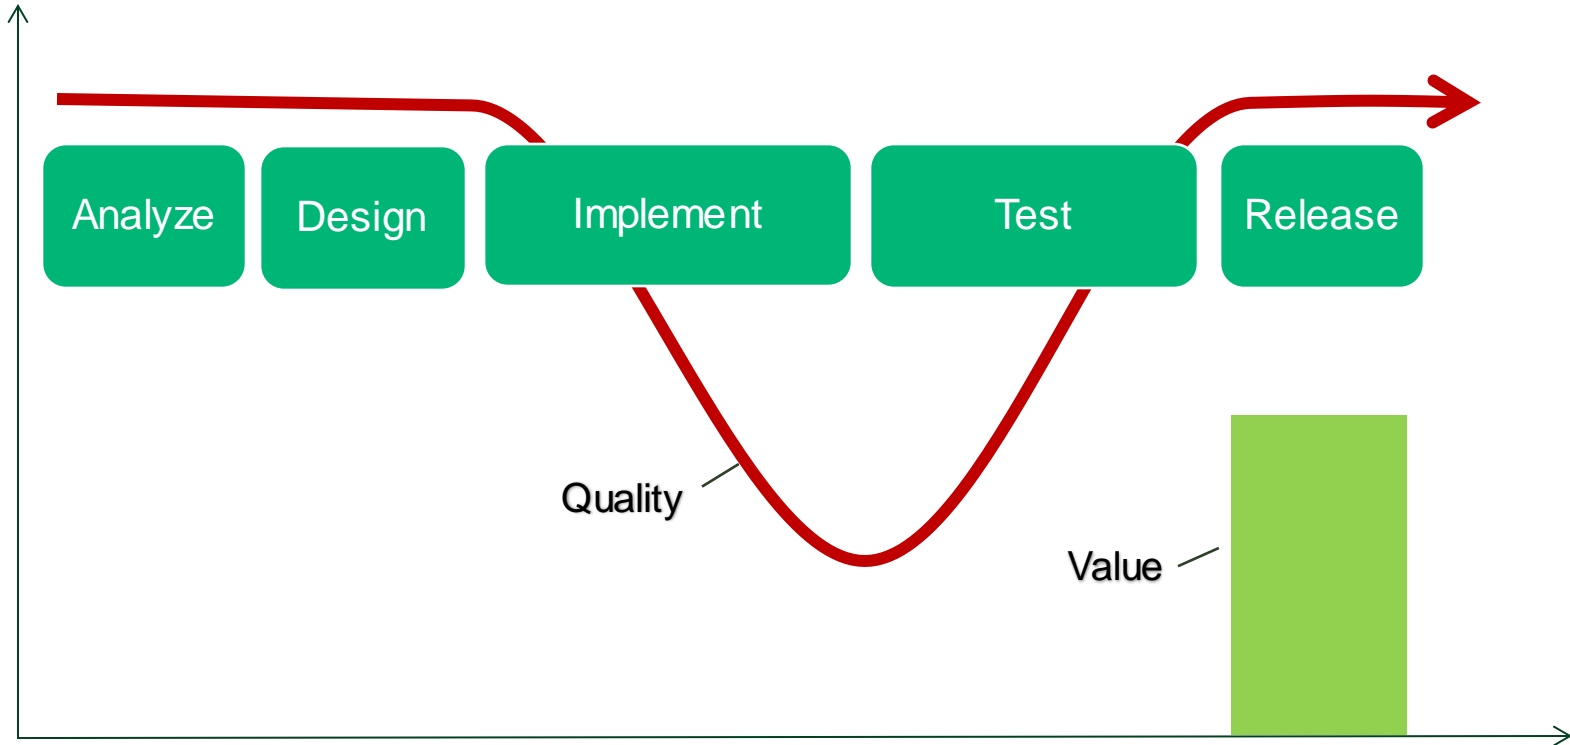 Analyze
Design
Implement
Test
Release
Quality
Value